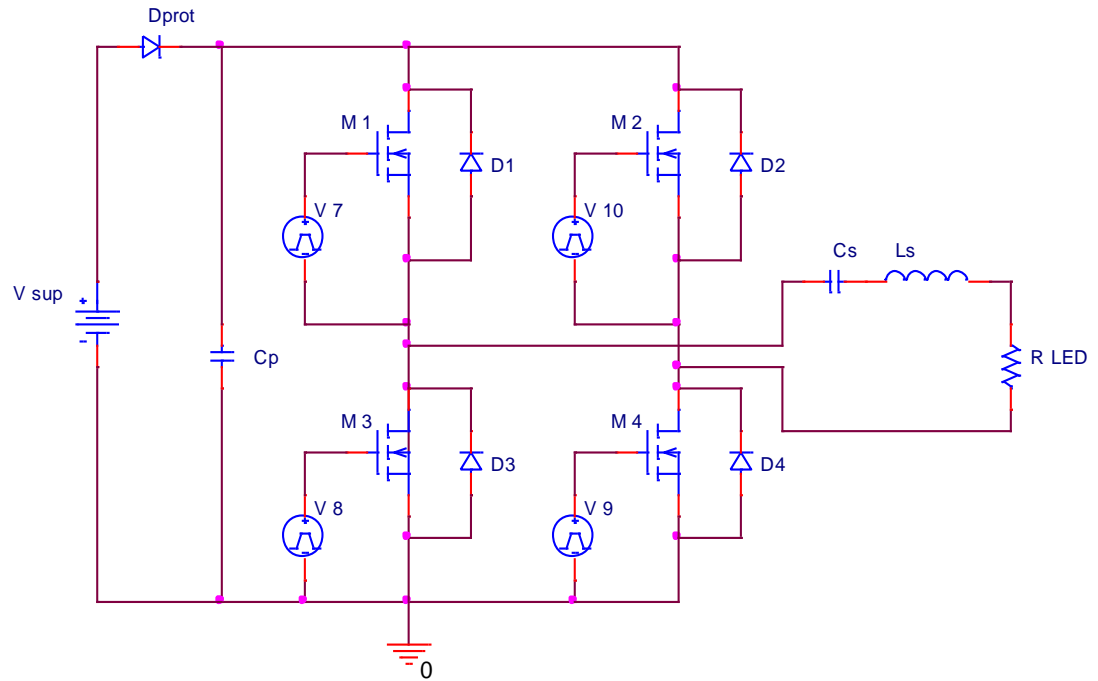 Dprot
M 1
M 2
D1
D2
V 7
V 10
Cs
Ls
V sup
+
-
Cp
R LED
M 3
M 4
D3
D4
V 8
V 9
0